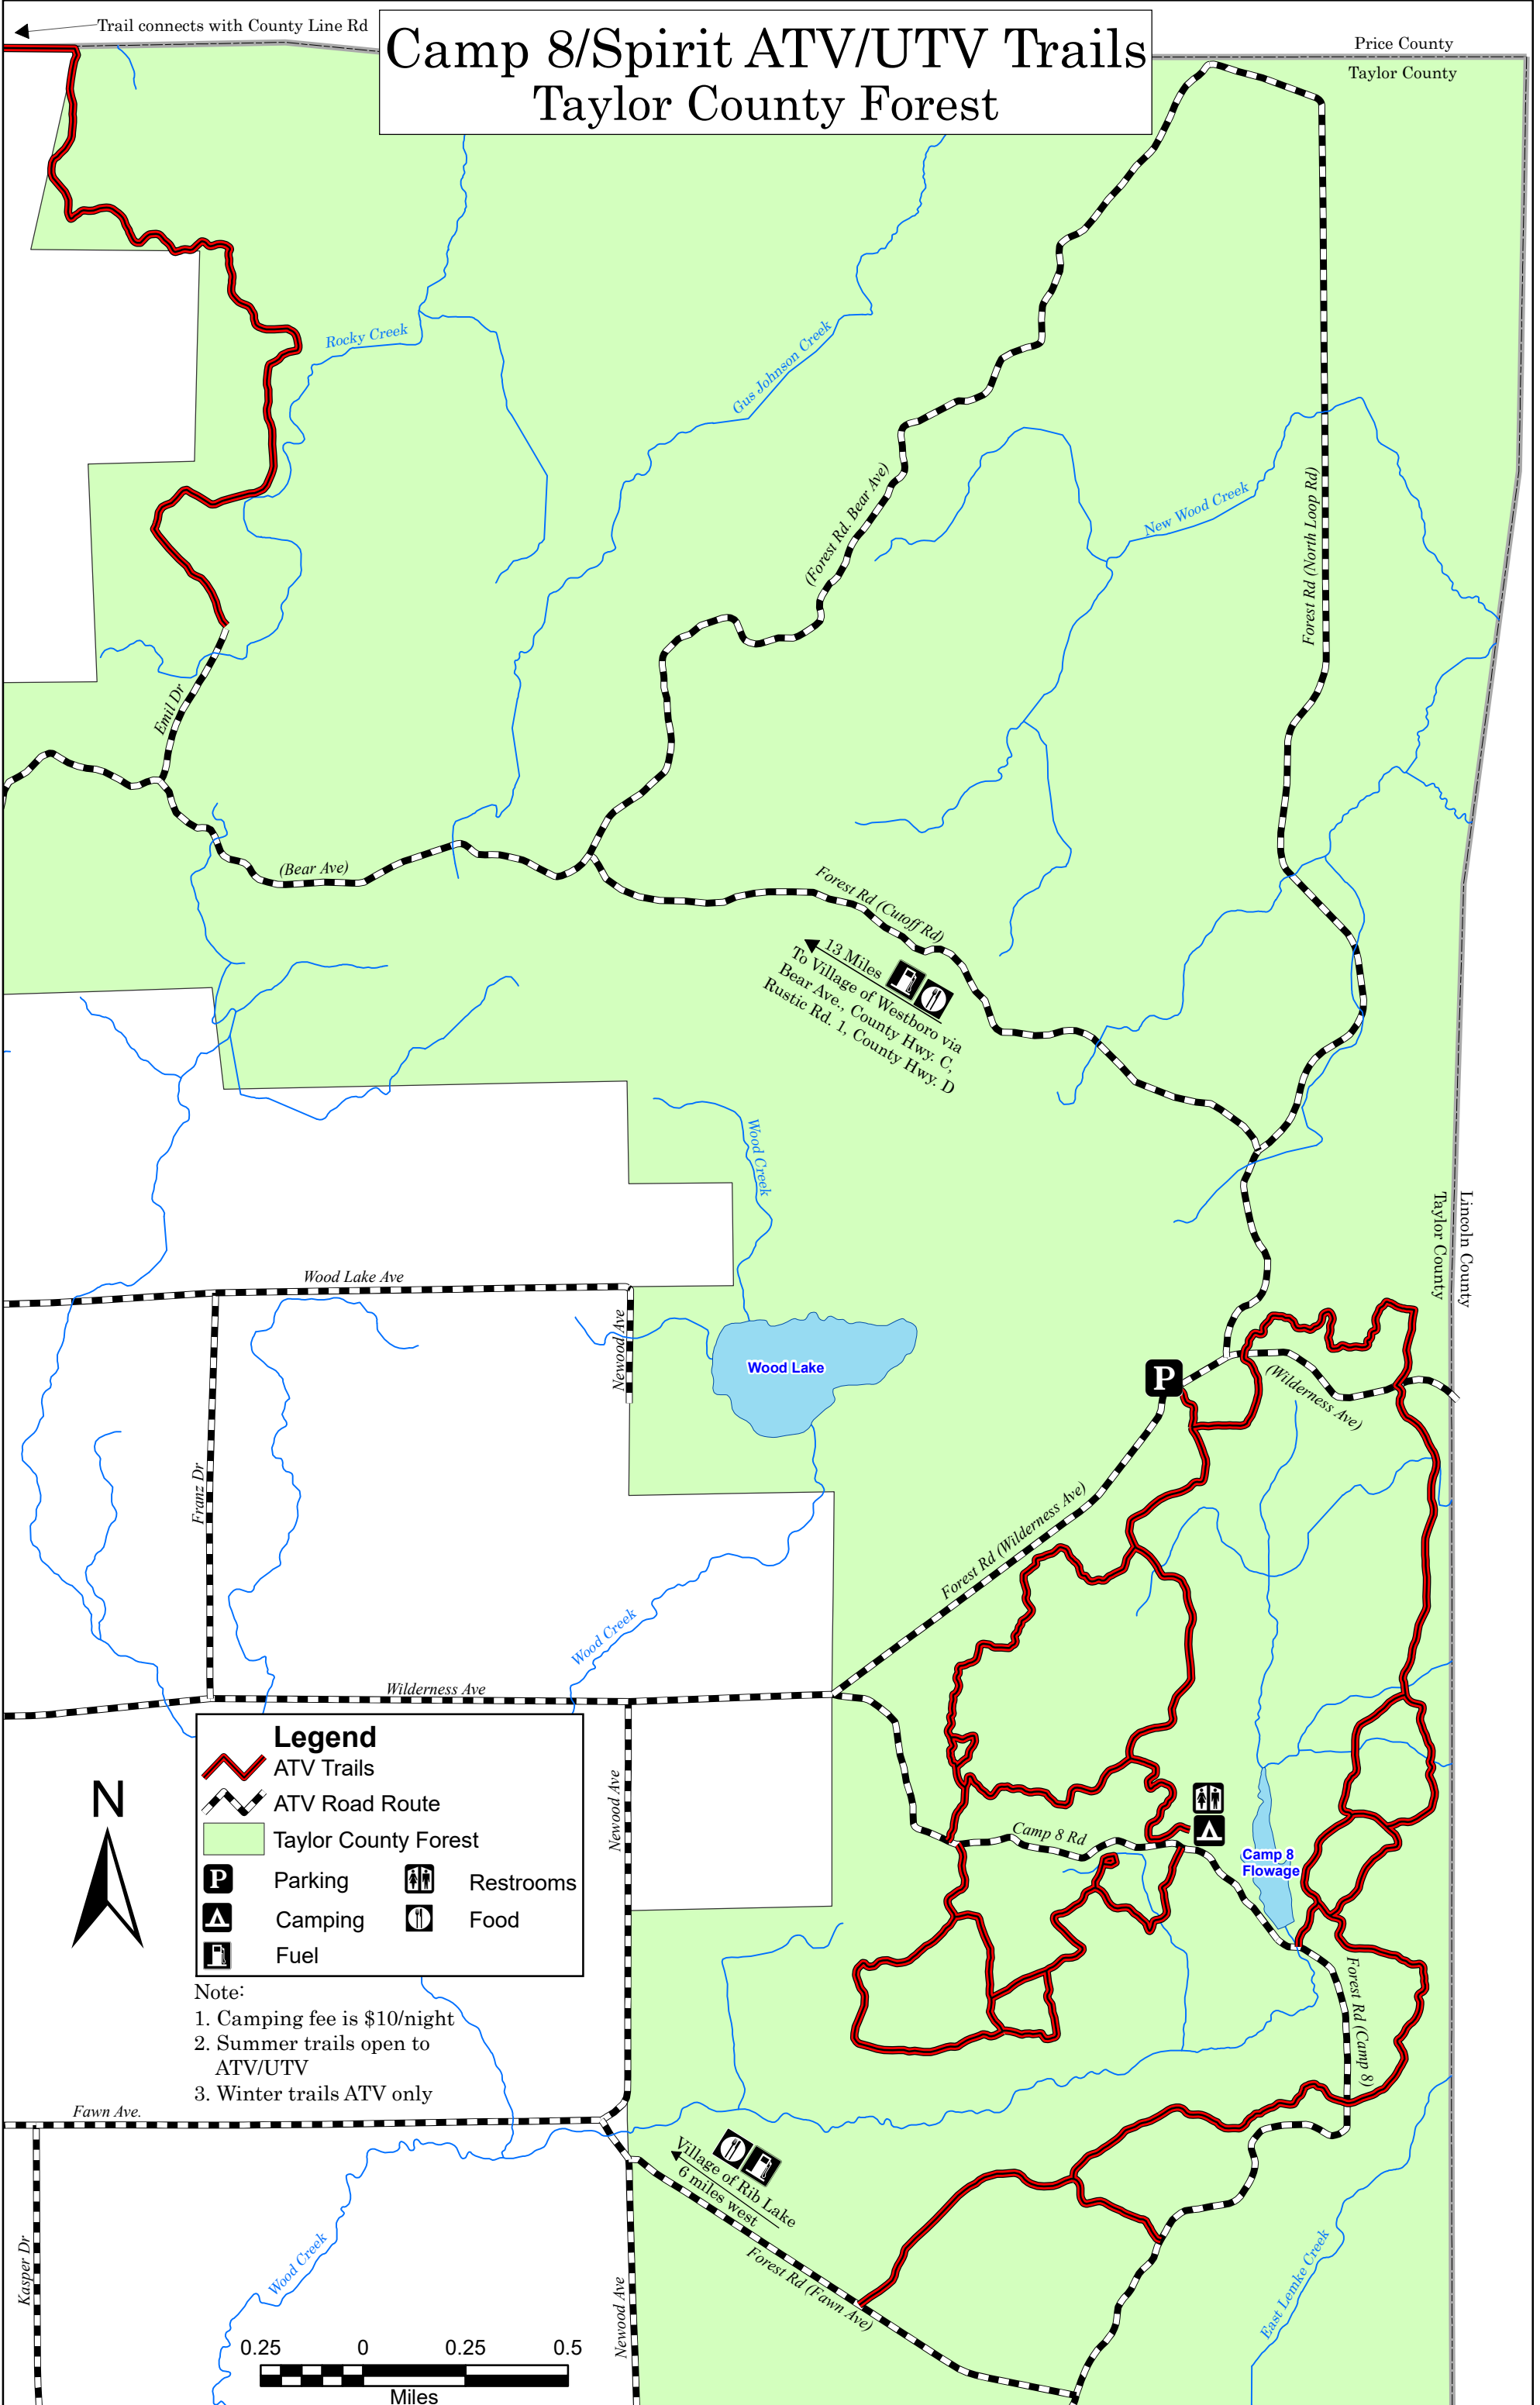 Trail connects with County Line Rd
Camp 8/Spirit ATV/UTV Trails
Taylor County Forest
Price County
Taylor County
Rocky Creek
Gus Johnson Creek
(Forest Rd. Bear Ave)
New Wood Creek
Forest Rd (North Loop Rd)
Emil Dr
(Bear Ave)
Forest Rd (Cutoff Rd)
13 Miles
To Village of Westboro via
Bear Ave., County Hwy. C,
Rustic Rd. 1, County Hwy. D
Wood Creek
Lincoln County
Taylor County
Wood Lake Ave
Newood Ave
Wood Lake
P
(Wilderness Ave)
Franz Dr
Forest Rd (Wilderness Ave)
Wood Creek
Wilderness Ave
Legend
ATV Trails
ATV Road Route
Taylor County Forest
P Parking
Restrooms
Camping
Food
Fuel
N
Newood Ave
Camp 8 Rd
Camp 8
Flowage
Forest Rd (Camp 8)
Note:
1. Camping fee is $10/night
2. Summer trails open to
ATV/UTV
3. Winter trails ATV only
Fawn Ave.
Village of Rib Lake
6 miles west
Kasper Dr
Wood Creek
Newood Ave
Forest Rd (Fawn Ave)
East Lemke Creek
0.25 0 0.25 0.5
Miles